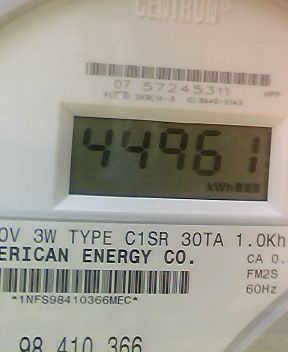 CENTRON
07 57245311
44961
kWh
0V 3W TYPE C1SR 30TA 1.0Kh
ERICAN ENERGY CO.
CA 0.
FM2S
*1NFS98410366MEC*
60Hz
98 410 366